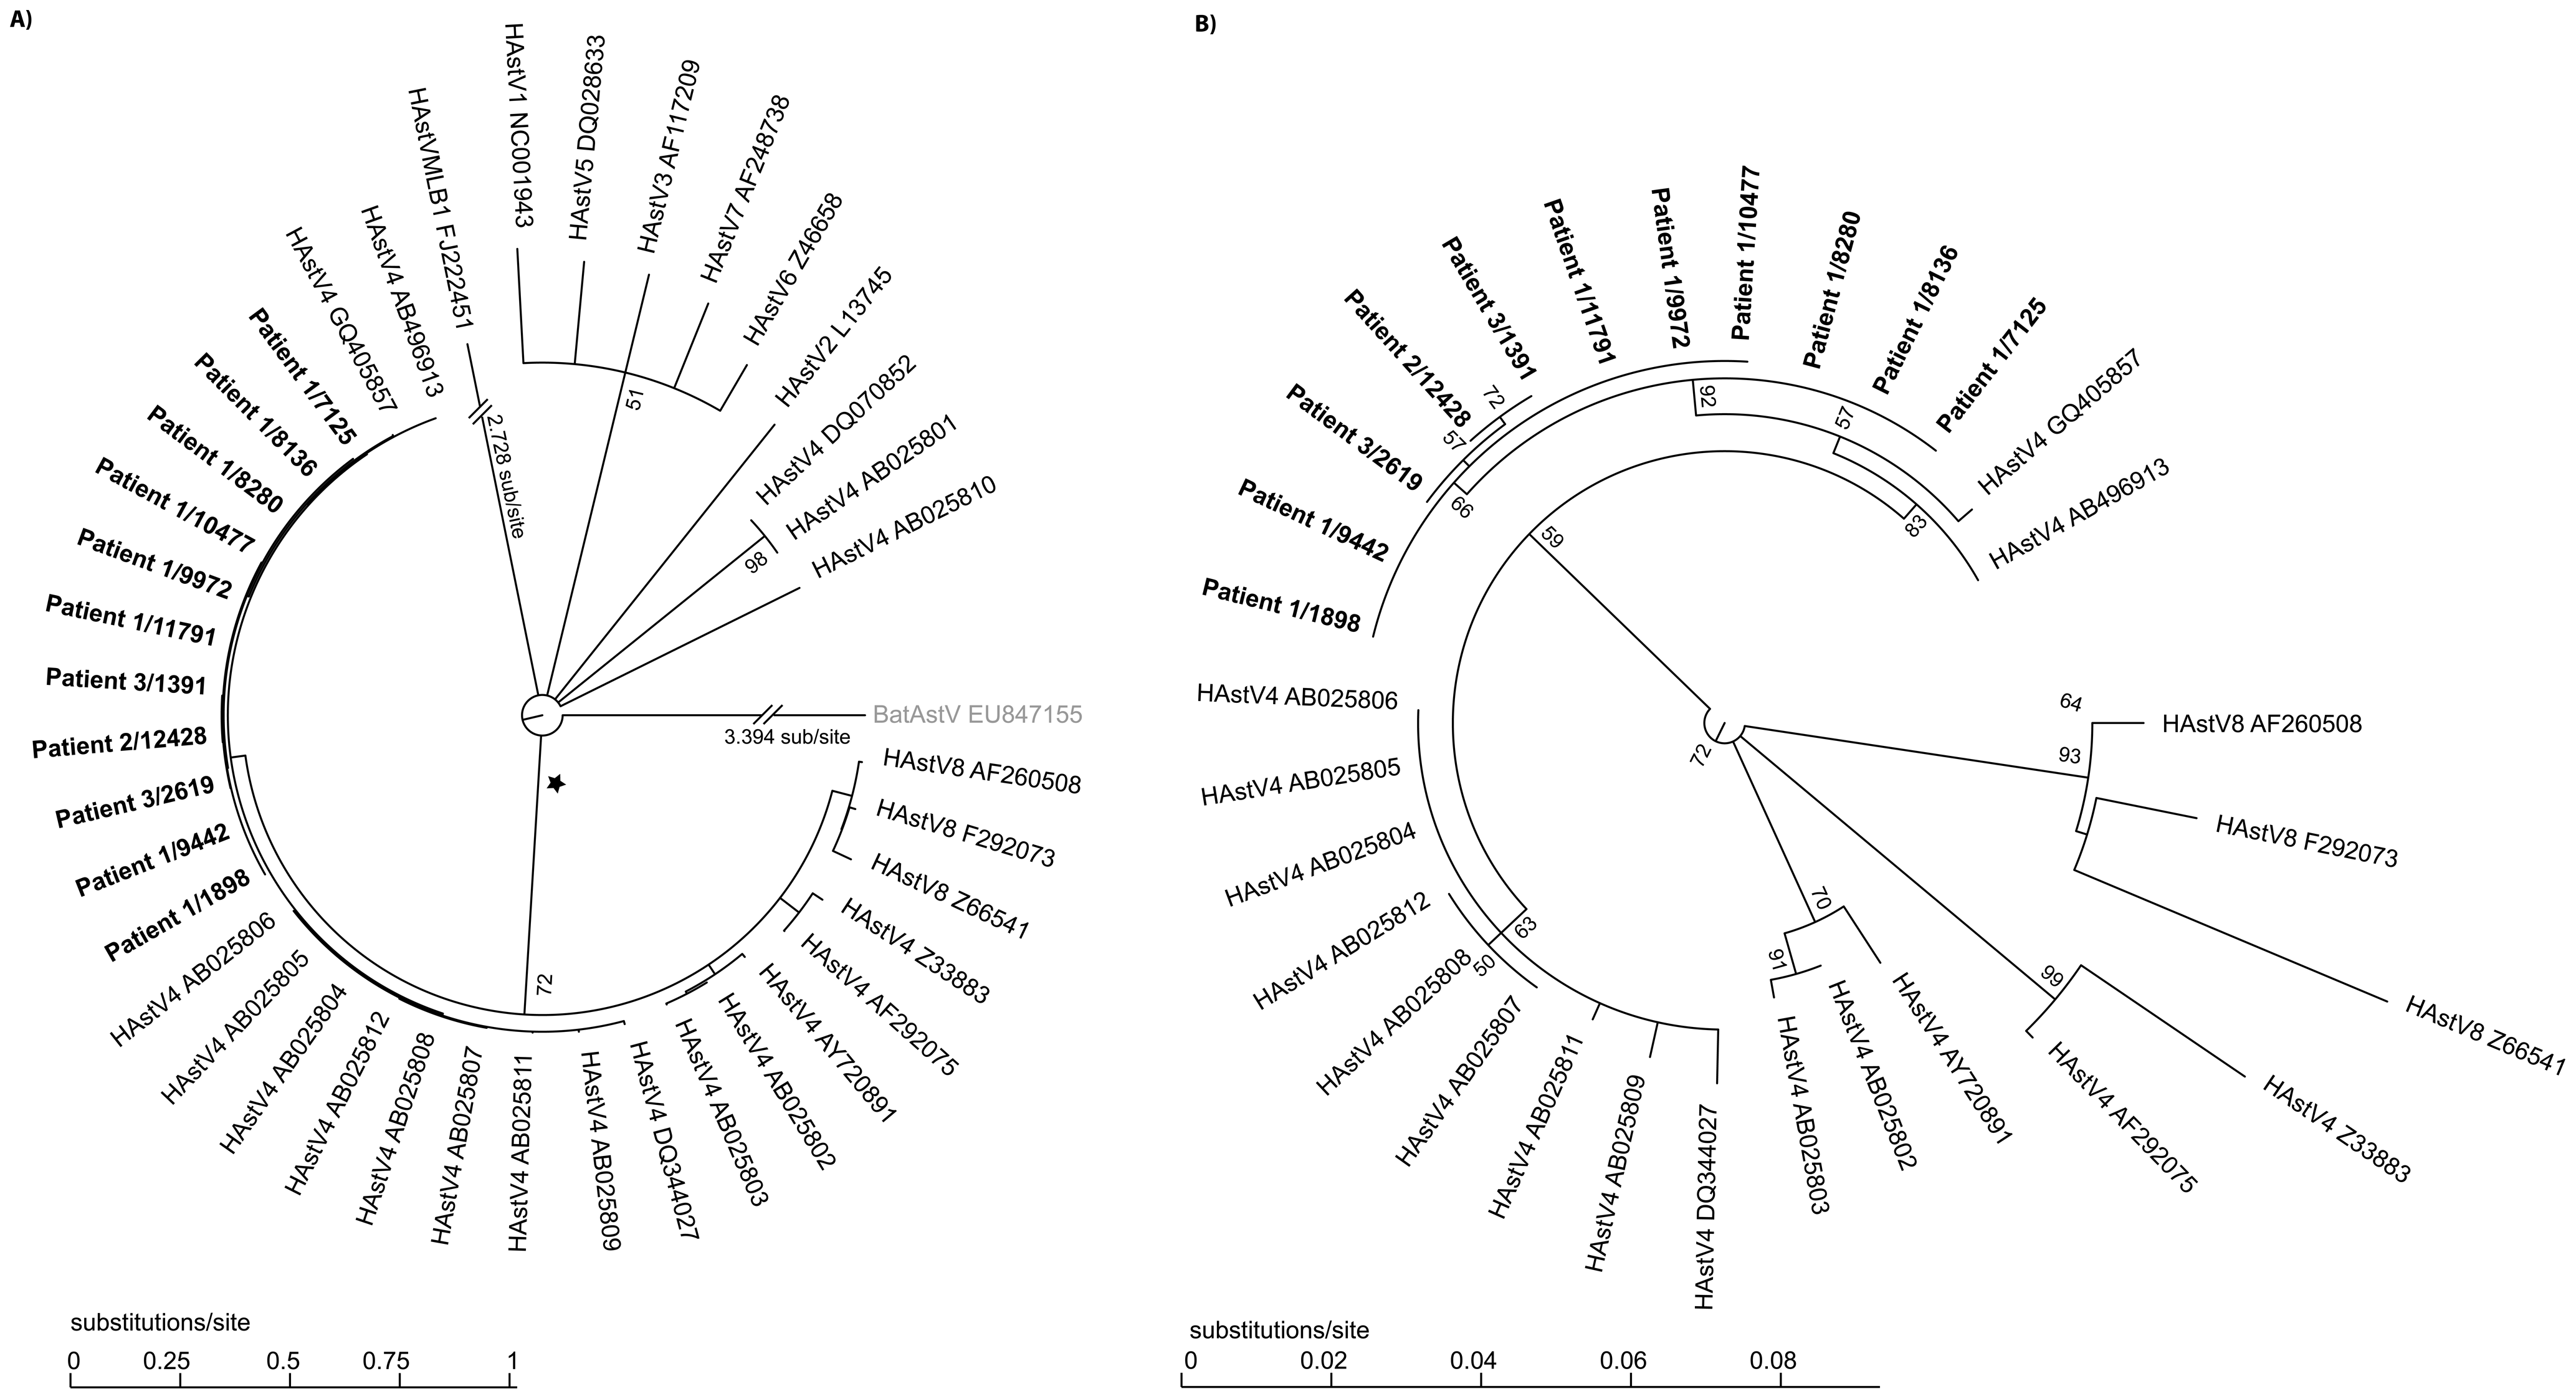 A)
HAstV1 NC001943
HAstV5 DQ028633
HAstV3 AF117209
HAstV7 AF248738
HAstV6 Z46658
HAstV2 L13745
HAstV4 DQ070852
HAstV4 AB025801
HAstV4 AB025810
BatAstV EU847155
3.394 sub/site
HAstV8 AF260508
HAstV8 F292073
HAstV8 Z66541
HAstV4 Z33883
HAstV4 AF292075
HAstV4 AY720891
HAstV4 AB025802
HAstV4 AB025803
HAstV4 DQ344027
HAstV4 AB025809
HAstV4 AB025811
HAstV4 AB025807
HAstV4 AB025808
HAstV4 AB025812
HAstV4 AB025804
HAstV4 AB025805
HAstV4 AB025806
Patient 1/1898
Patient 1/9442
Patient 3/2619
Patient 2/12428
Patient 3/1391
Patient 1/11791
Patient 1/9972
Patient 1/10477
Patient 1/8280
Patient 1/8136
Patient 1/7125
HAstV4 GQ405857
HAstV4 AB496913
HAstVMLB1 FJ222451
2.728 sub/site
51
98
72
substitutions/site
0 0.25 0.5 0.75 1
B)
Patient 1/1898
Patient 1/9442
Patient 3/2619
Patient 2/12428
Patient 3/1391
Patient 1/11791
Patient 1/9972
Patient 1/10477
Patient 1/8280
Patient 1/8136
Patient 1/7125
HAstV4 GQ405857
HAstV4 AB496913
HAstV8 AF260508
HAstV8 F292073
HAstV8 Z66541
HAstV4 Z33883
HAstV4 AF292075
HAstV4 AY720891
HAstV4 AB025802
HAstV4 AB025803
HAstV4 DQ344027
HAstV4 AB025809
HAstV4 AB025811
HAstV4 AB025807
HAstV4 AB025808
HAstV4 AB025812
HAstV4 AB025804
HAstV4 AB025805
HAstV4 AB025806
72
57
66
92
57
83
59
72
64
93
70
91
99
63
50
substitutions/site
0 0.02 0.04 0.06 0.08